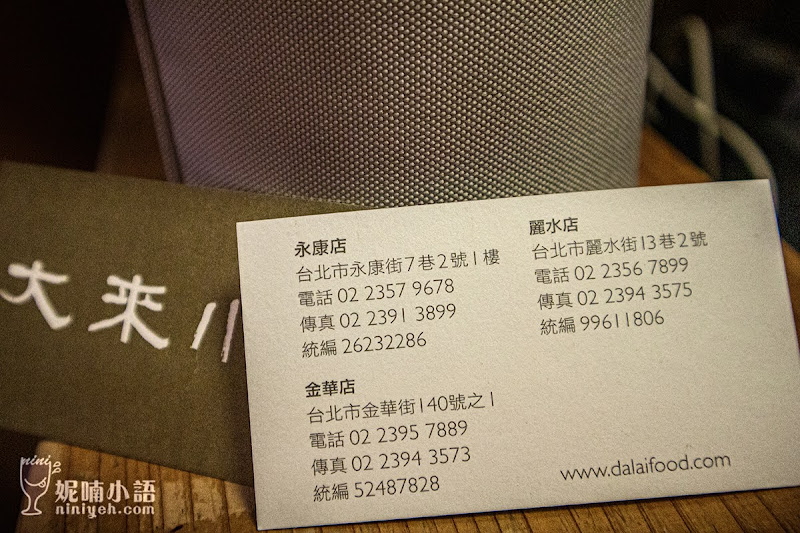 大來小
永康店
台北市永康街7巷2號1樓
電話 02 2357 9678
傳真 02 2391 3899
統編 26232286
麗水店
台北市麗水街13巷2號
電話 02 2356 7899
傳真 02 2394 3575
統編 99611806
金華店
台北市金華街140號之1
電話 02 2395 7889
傳真 02 2394 3573
統編 52487828
www.dalaifood.com
nini
妮喃小語
niniyeh.com